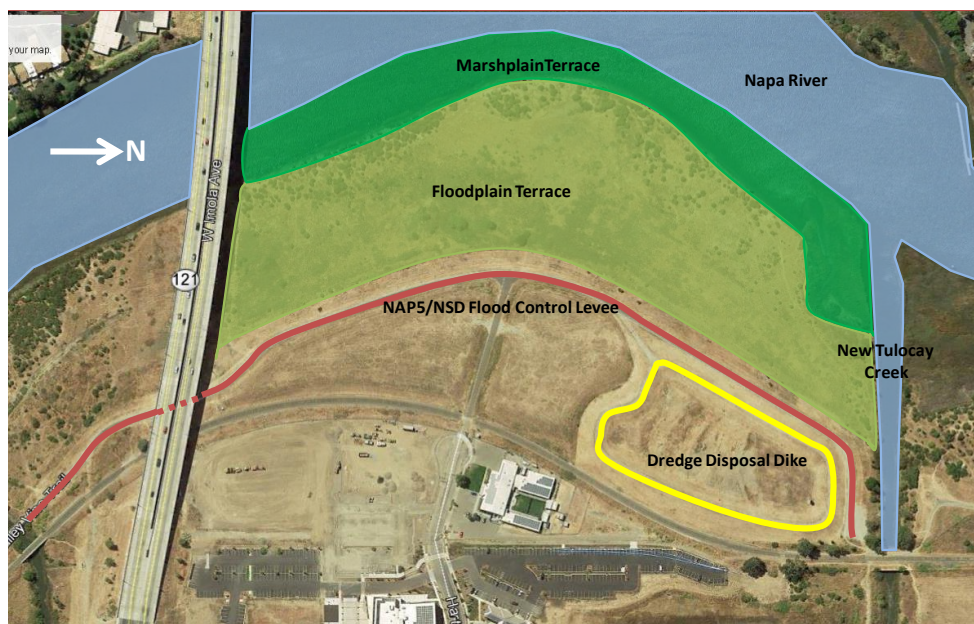 your map.
MarshplainTerrace
Napa River
N
W Imola Ave
Floodplain Terrace
121
NAP5/NSD Flood Control Levee
New Tulocay
Creek
Dredge Disposal Dike